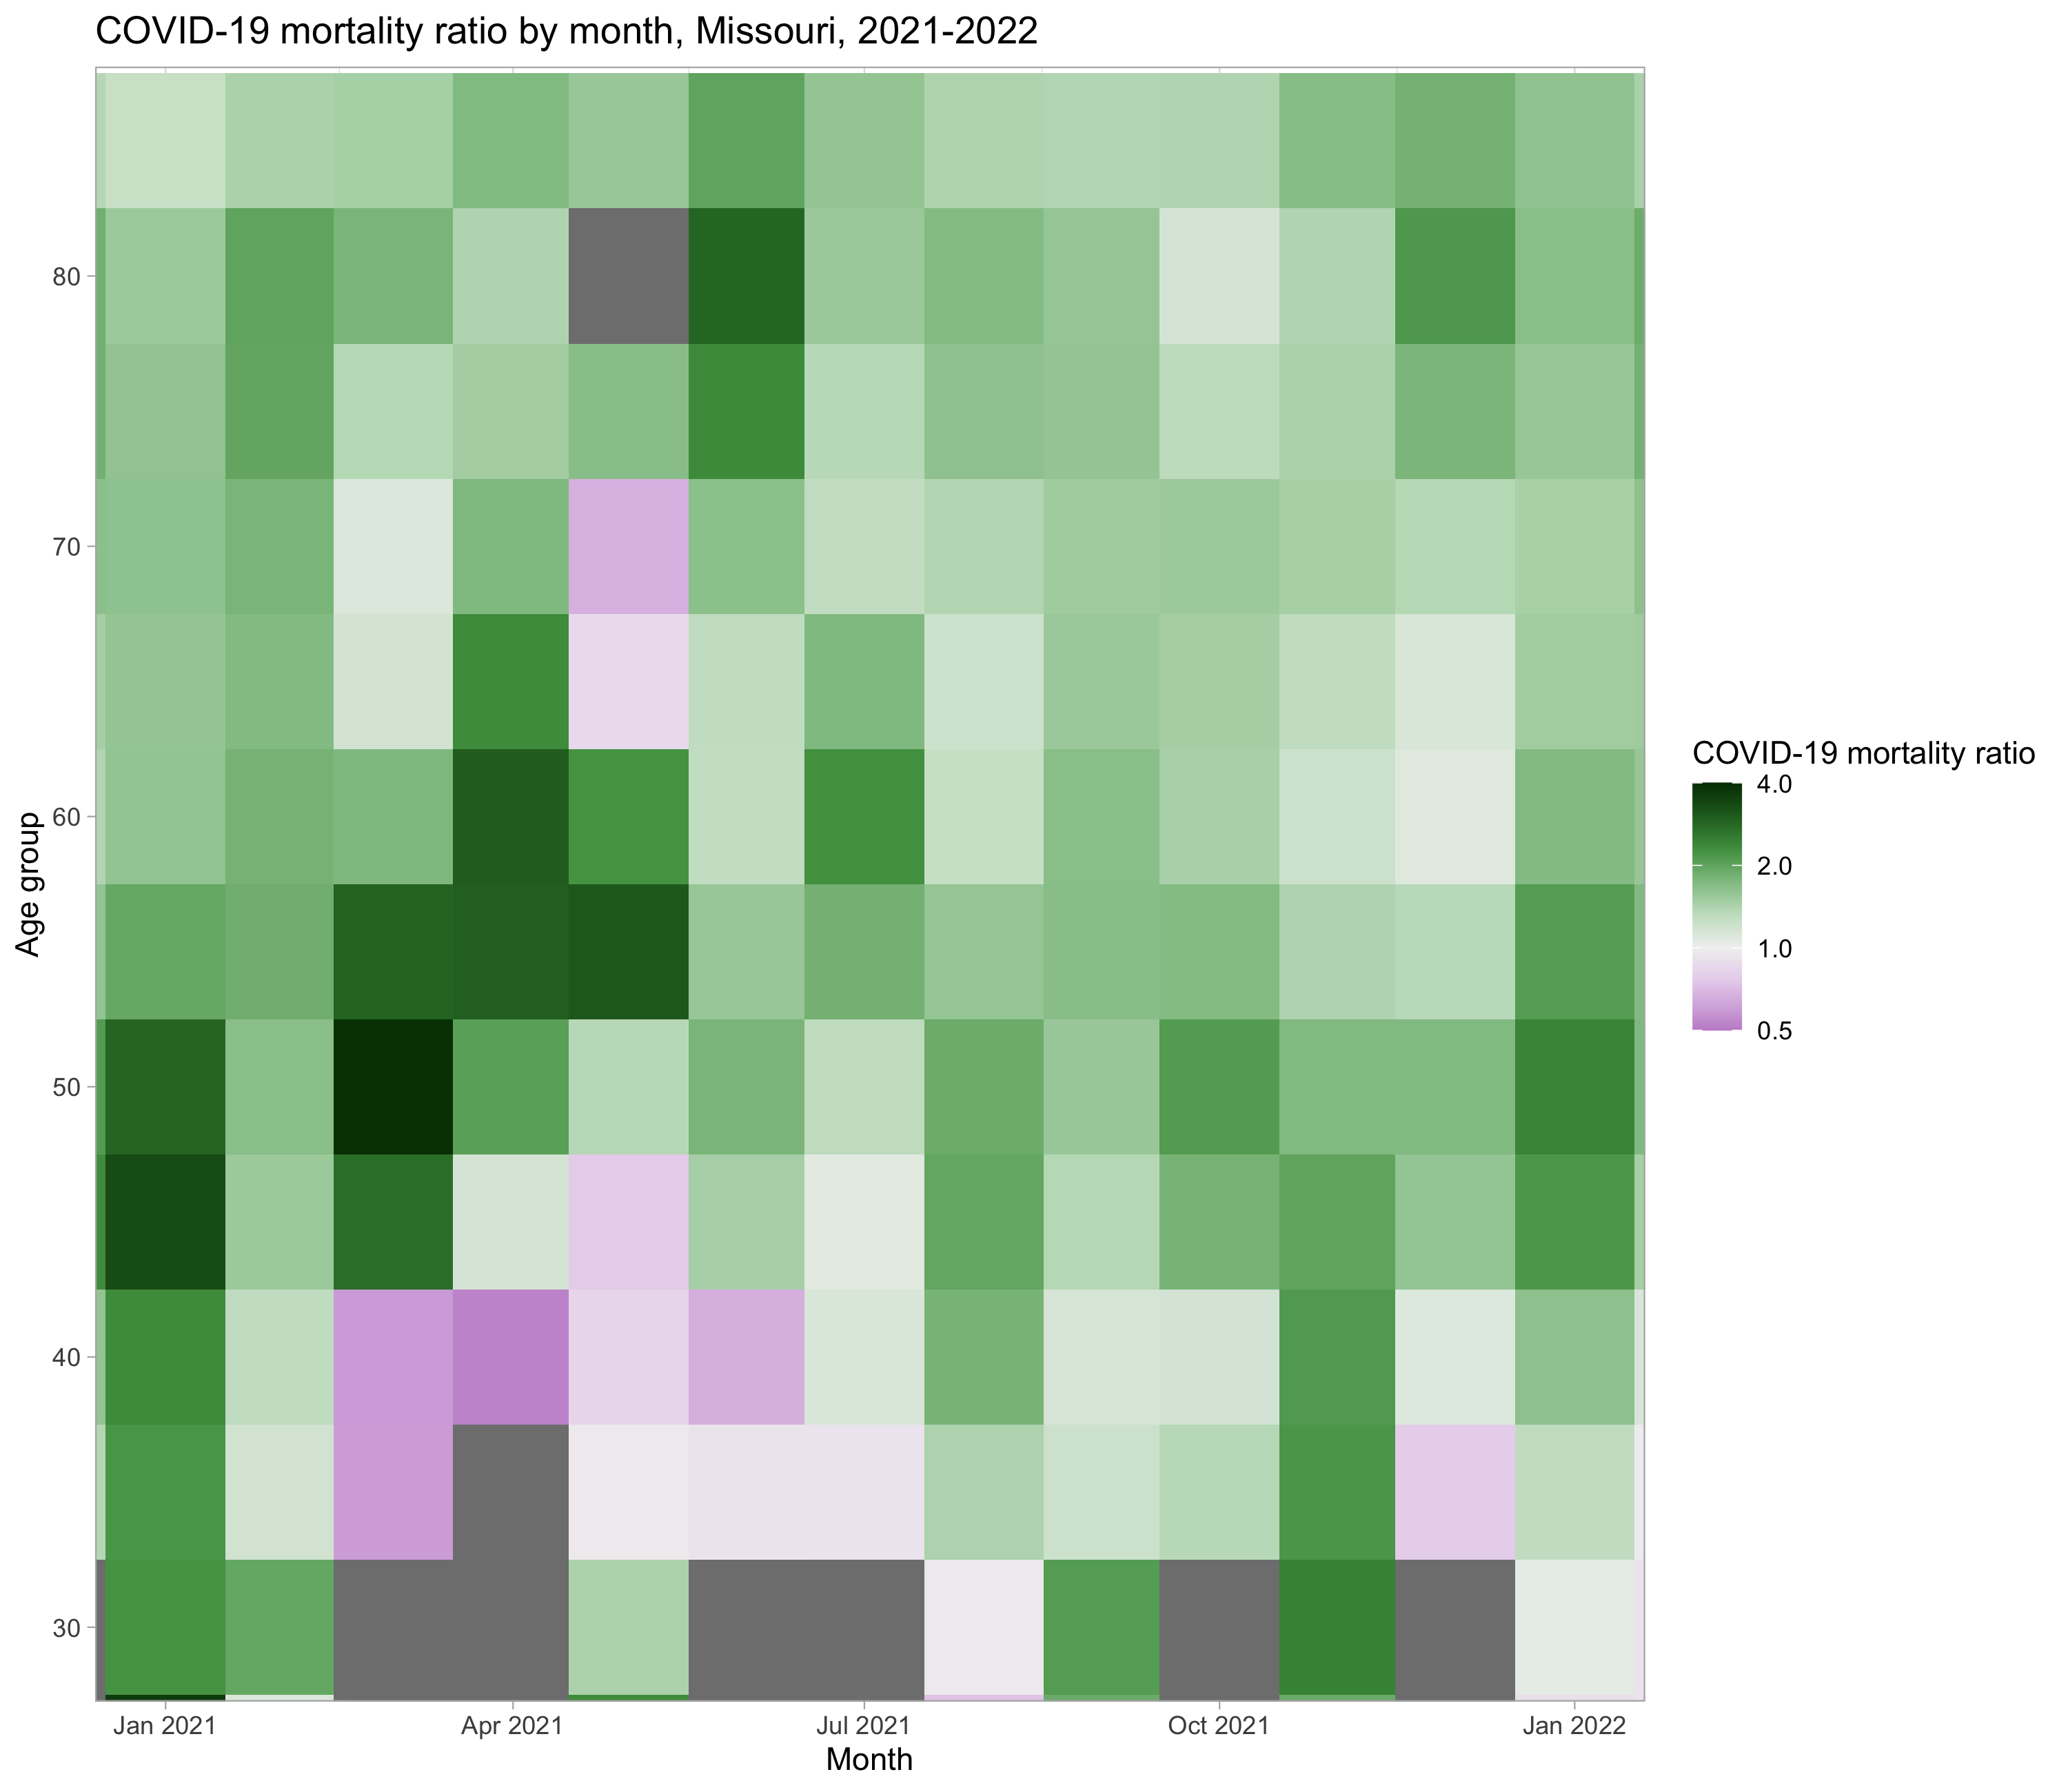 COVID-19 mortality ratio by month, Missouri, 2021-2022
80
70
60
50
40
30
Age group
Jan 2021 Apr 2021 Jul 2021 Oct 2021 Jan 2022
Month
COVID-19 mortality ratio
4.0
2.0
1.0
0.5